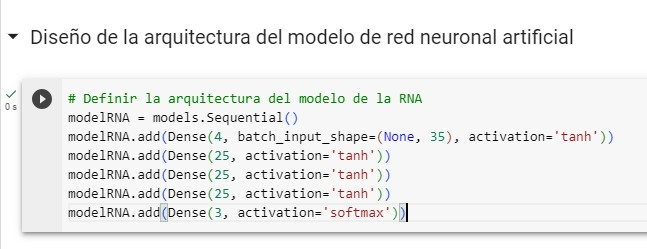 Diseño de la arquitectura del modelo de red neuronal artificial
0 s
# Definir la arquitectura del modelo de la RNA
modelRNA = models.Sequential()
modelRNA.add(Dense(4, batch_input_shape=(None, 35), activation='tanh'))
modelRNA.add(Dense(25, activation='tanh'))
modelRNA.add(Dense(25, activation='tanh'))
modelRNA.add(Dense(25, activation='tanh'))
modelRNA.add(Dense(3, activation='softmax'))